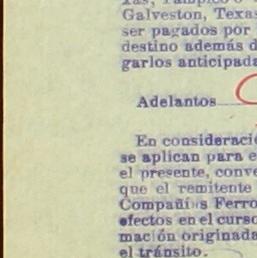 Galveston, Texas
ser pagados por
destino además d
garlos anticipada
Adelantos
En consideració
se aplican para e
el presente, conve
que el remitente
Compañías Ferro
efectos en el curso
mación originada
el tránsito.